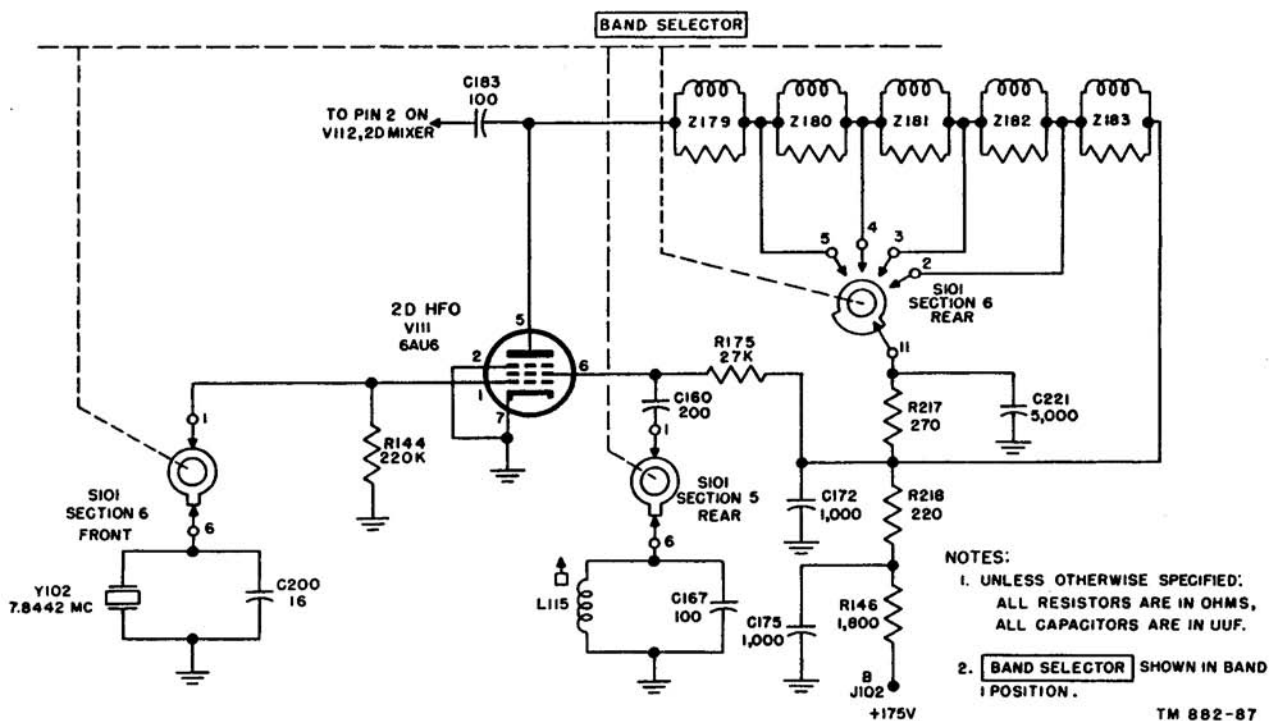 BAND SELECTOR
C183
100
TO PIN 2 ON
V112, 2D MIXER
Z179
Z180
Z181
Z182
Z183
5
4
3
2
S101
SECTION 6
REAR
11
2D HFO
V111
6AU6
5
2
1
7
6
R175
27K
C160
200
1
S101
SECTION 5
REAR
6
R217
270
C221
5,000
1
R144
220K
S101
SECTION 6
FRONT
6
C172
1,000
R218
220
Y102
7.8442 MC
C200
16
L115
C167
100
C175
1,000
R146
1,800
B
J102
+175V
NOTES:
1. UNLESS OTHERWISE SPECIFIED:
ALL RESISTORS ARE IN OHMS,
ALL CAPACITORS ARE IN UUF.
2. BAND SELECTOR SHOWN IN BAND
1 POSITION.
TM 882-87